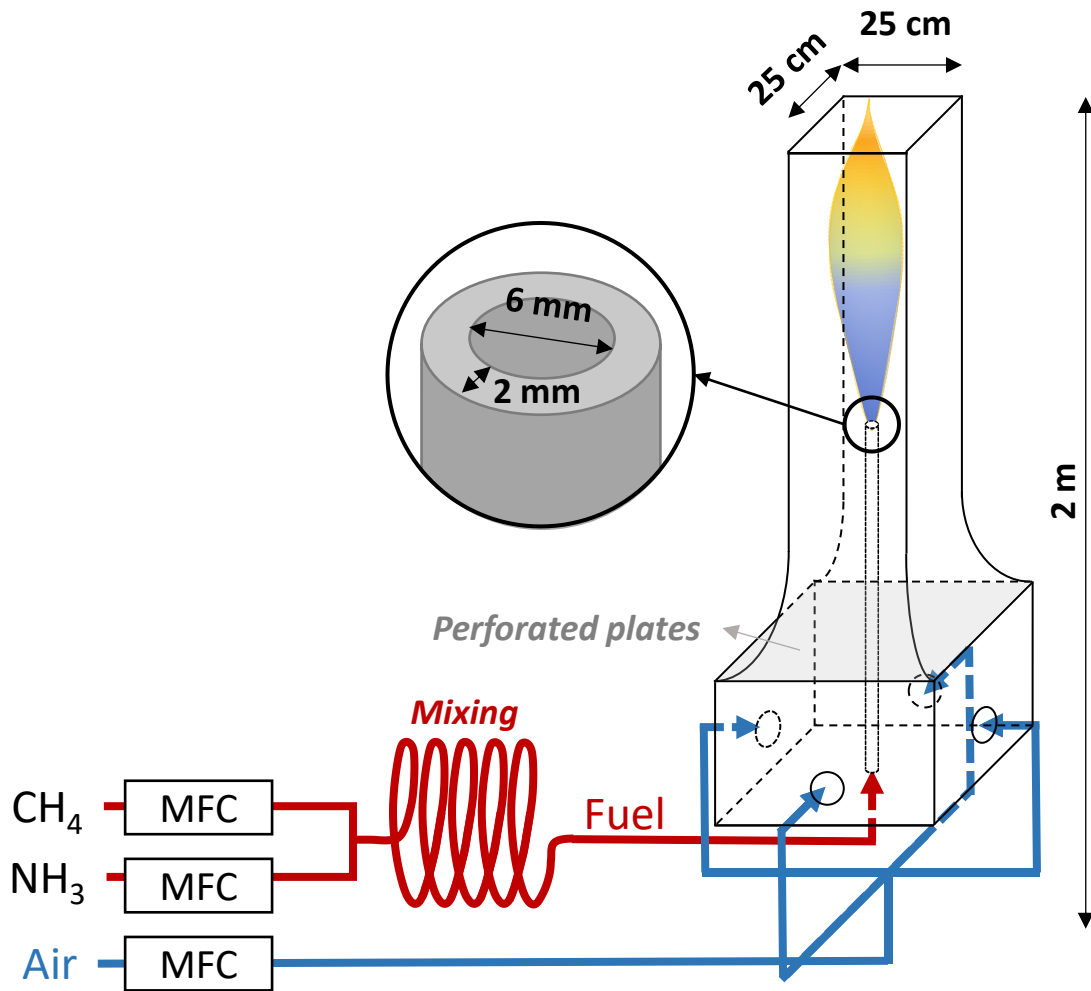 25 cm
25 cm
6 mm
2 mm
2 m
Perforated plates
Mixing
CH₄
MFC
Fuel
NH₃
MFC
Air
MFC